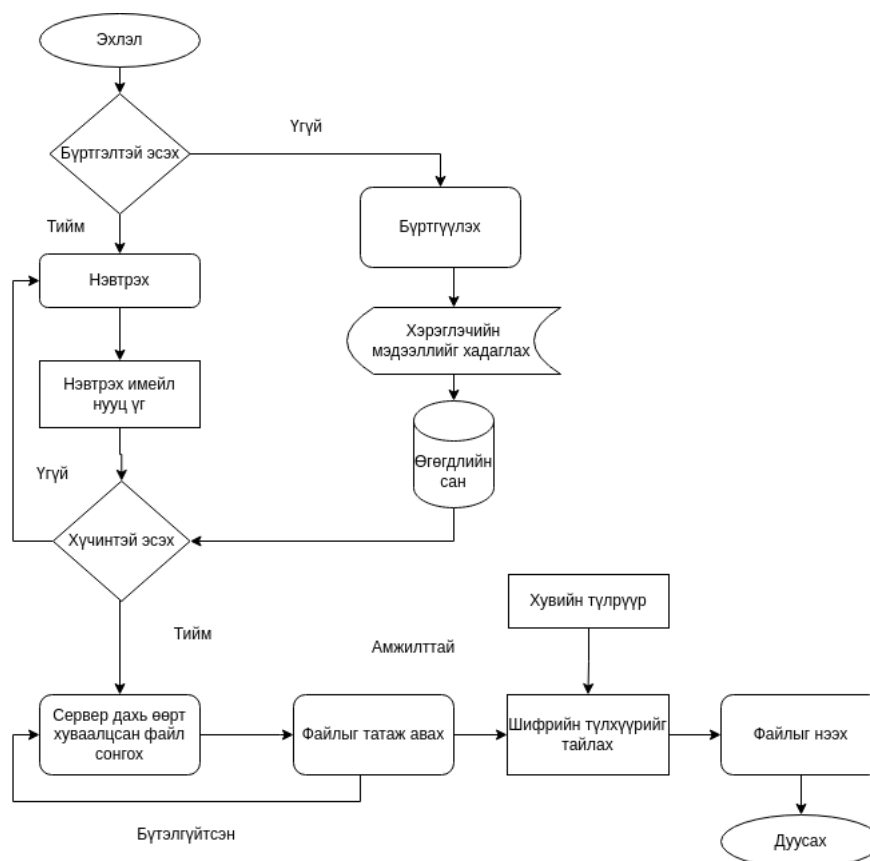 Эхлэл
Үгүй
Бүртгэлтэй эсэх
Тийм
Бүртгүүлэх
Нэвтрэх
Хэрэглэчийн
мэдээллийг хадаглах
Нэвтрэх имейл
нууц үг
Өгөгдлийн
сан
Үгүй
Хүчинтэй эсэх
Хувийн түлрүүр
Тийм
Амжилттай
Сервер дахь өөрт
хуваалцсан файл
сонгох
Файлыг татаж авах
Шифрийн түлхүүрийг
тайлах
Файлыг нээх
Бүтэлгүйтсэн
Дуусах